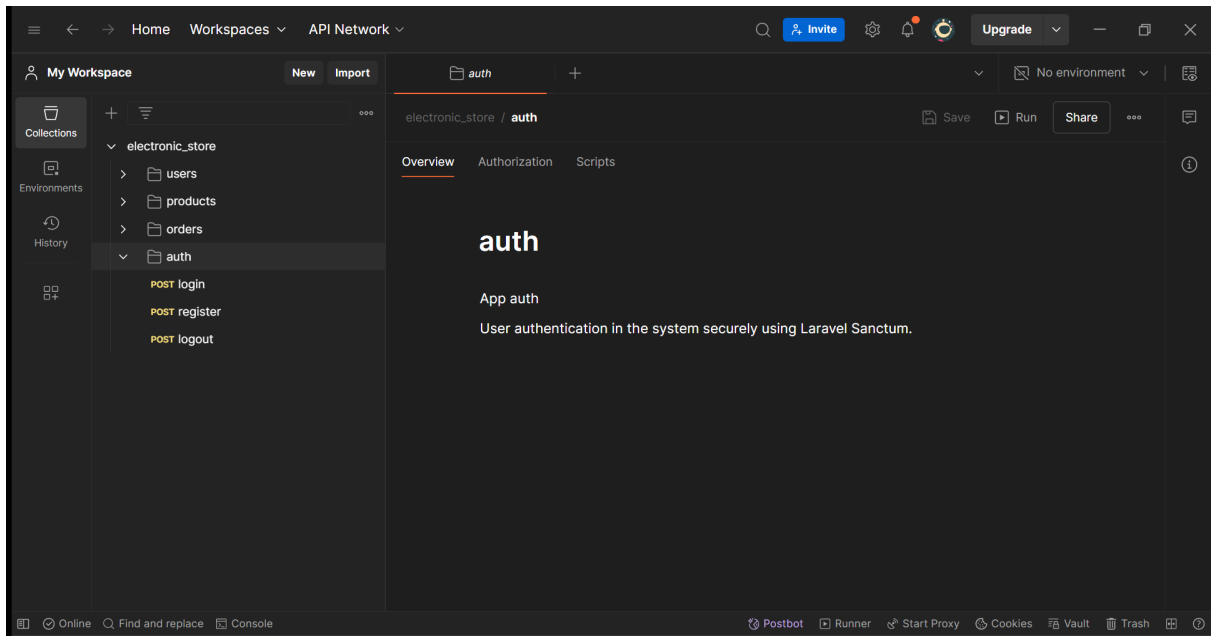 Home Workspaces API Network Invite Upgrade
My Workspace New Import auth No environment
Collections
electronic_store / auth Save Run Share
electronic_store
Overview Authorization Scripts
users
Environments
products
orders
History
auth
auth
POST login
App auth
POST register
User authentication in the system securely using Laravel Sanctum.
POST logout
Online Find and replace Console Postbot Runner Start Proxy Cookies Vault Trash